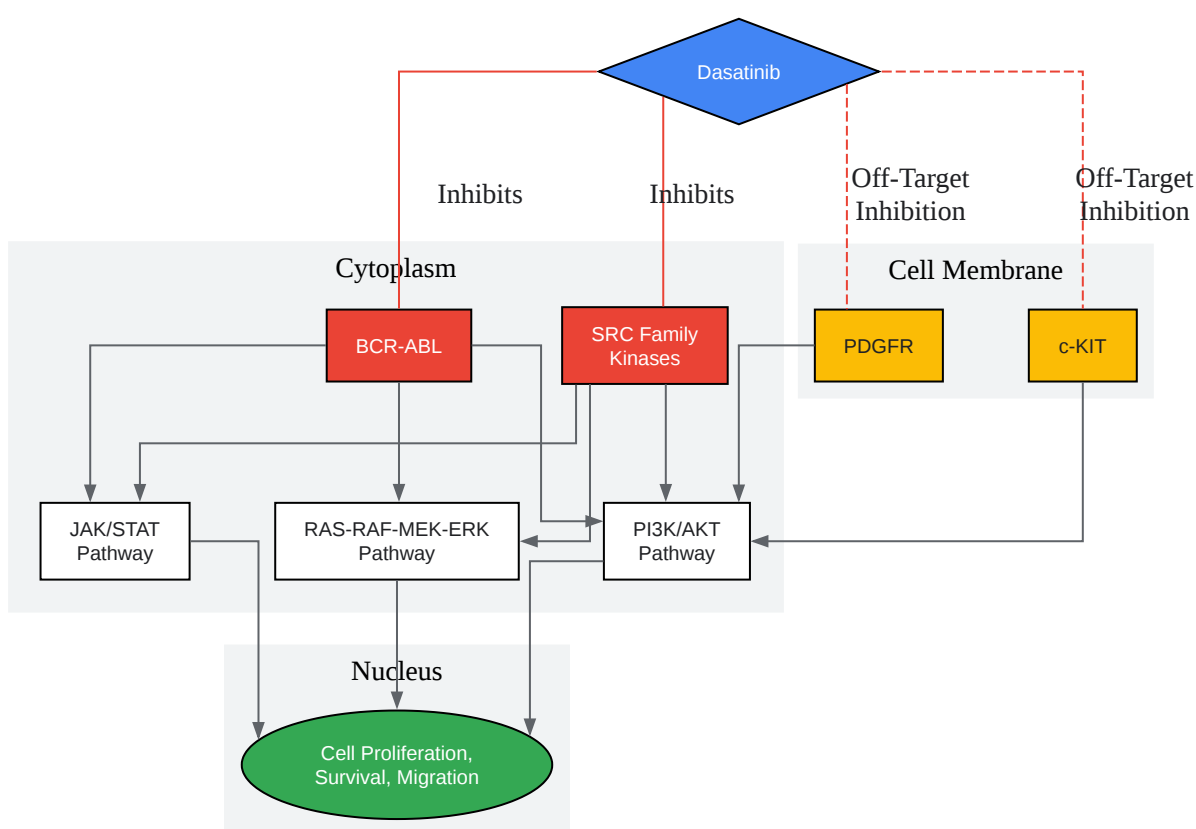 Dasatinib
Inhibits
Inhibits
Off-Target
Inhibition
Off-Target
Inhibition
Cytoplasm
Cell Membrane
BCR-ABL
SRC Family
Kinases
PDGFR
c-KIT
JAK/STAT
Pathway
RAS-RAF-MEK-ERK
Pathway
PI3K/AKT
Pathway
Nucleus
Cell Proliferation,
Survival, Migration